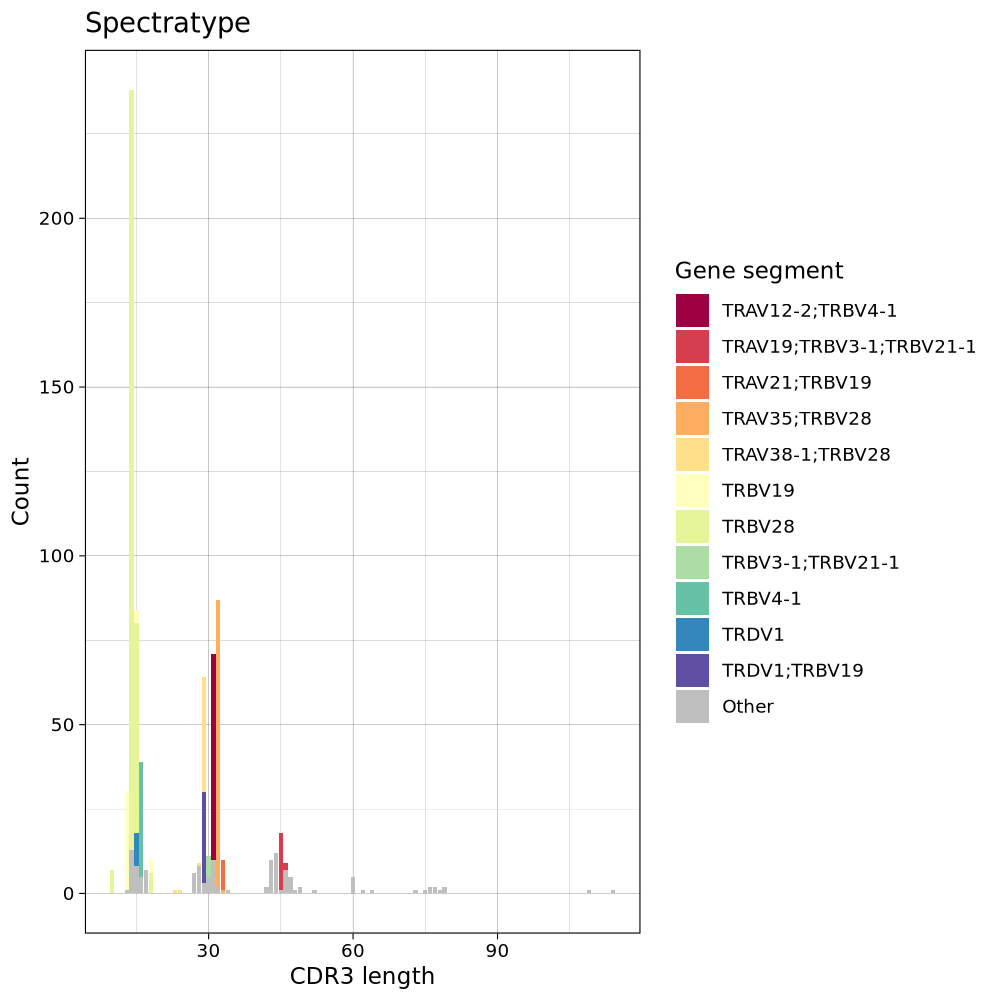 Spectratype
Count
200
150
100
50
0
30
60
90
CDR3 length
Gene segment
TRAV12-2;TRBV4-1
TRAV19;TRBV3-1;TRBV21-1
TRAV21;TRBV19
TRAV35;TRBV28
TRAV38-1;TRBV28
TRBV19
TRBV28
TRBV3-1;TRBV21-1
TRBV4-1
TRDV1
TRDV1;TRBV19
Other